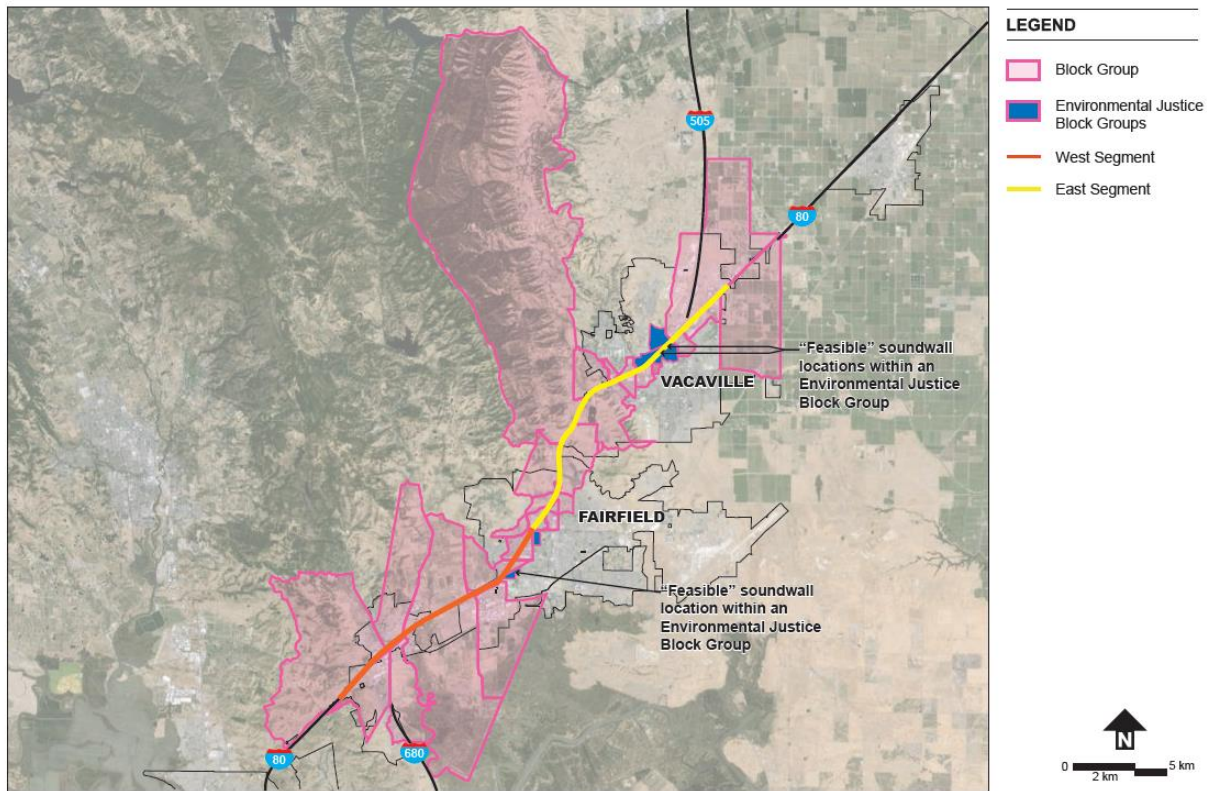 LEGEND
Block Group
Environmental Justice
Block Groups
West Segment
East Segment
505
80
"Feasible" soundwall
locations within an
Environmental Justice
Block Group
VACAVILLE
FAIRFIELD
"Feasible" soundwall
location within an
Environmental Justice
Block Group
80
680
N
0
2 km
5 km